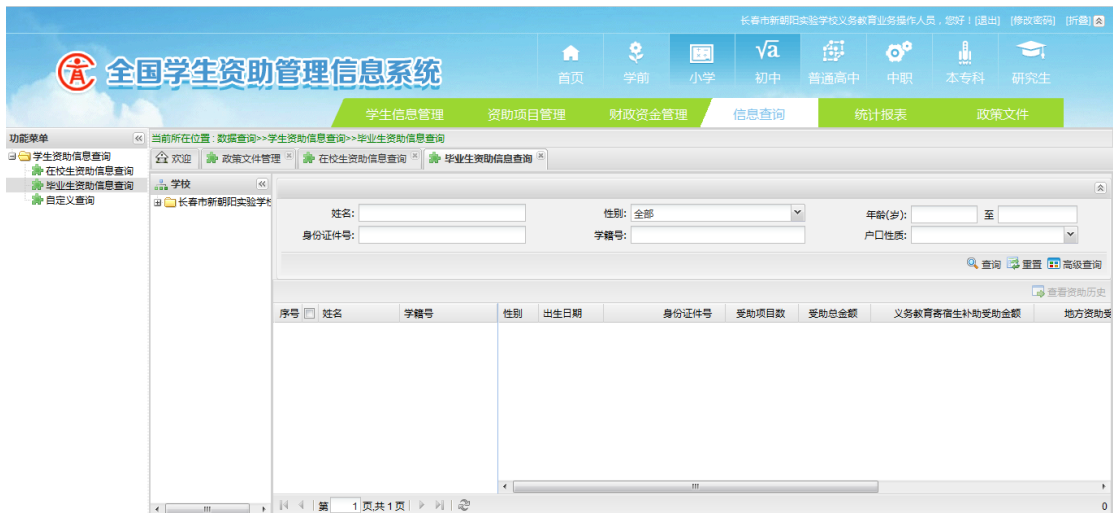 长春市新朝阳实验学校义务教育业务操作人员，您好！[退出] [修改密码] [折叠]
全国学生资助管理信息系统
首页 学前 小学 初中 普通高中 中职 本专科 研究生
学生信息管理 资助项目管理 财政资金管理 信息查询 统计报表 政策文件
功能菜单 当前所在位置：数据查询>>学生资助信息查询>>毕业生资助信息查询
学生资助信息查询
在校生资助信息查询
毕业生资助信息查询
自定义查询
欢迎 政策文件管理 在校生资助信息查询 毕业生资助信息查询
学校
长春市新朝阳实验学校
姓名: 性别: 全部 年龄(岁): 至
身份证件号: 学籍号: 户口性质:
查询 重置 高级查询
查看资助历史
序号 姓名 学籍号 性别 出生日期 身份证件号 受助项目数 受助总金额 义务教育寄宿生补助受助金额 地方资助受
第 1 页,共1页 0